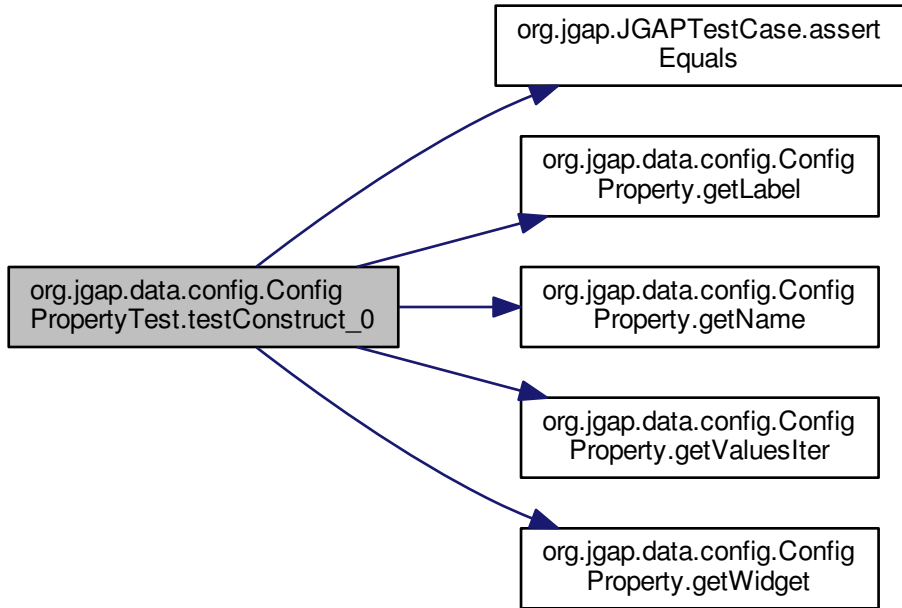 org.jgap.JGAPTestCase.assert
Equals
org.jgap.data.config.Config
Property.getLabel
org.jgap.data.config.Config
PropertyTest.testConstruct_0
org.jgap.data.config.Config
Property.getName
org.jgap.data.config.Config
Property.getValuesIter
org.jgap.data.config.Config
Property.getWidget